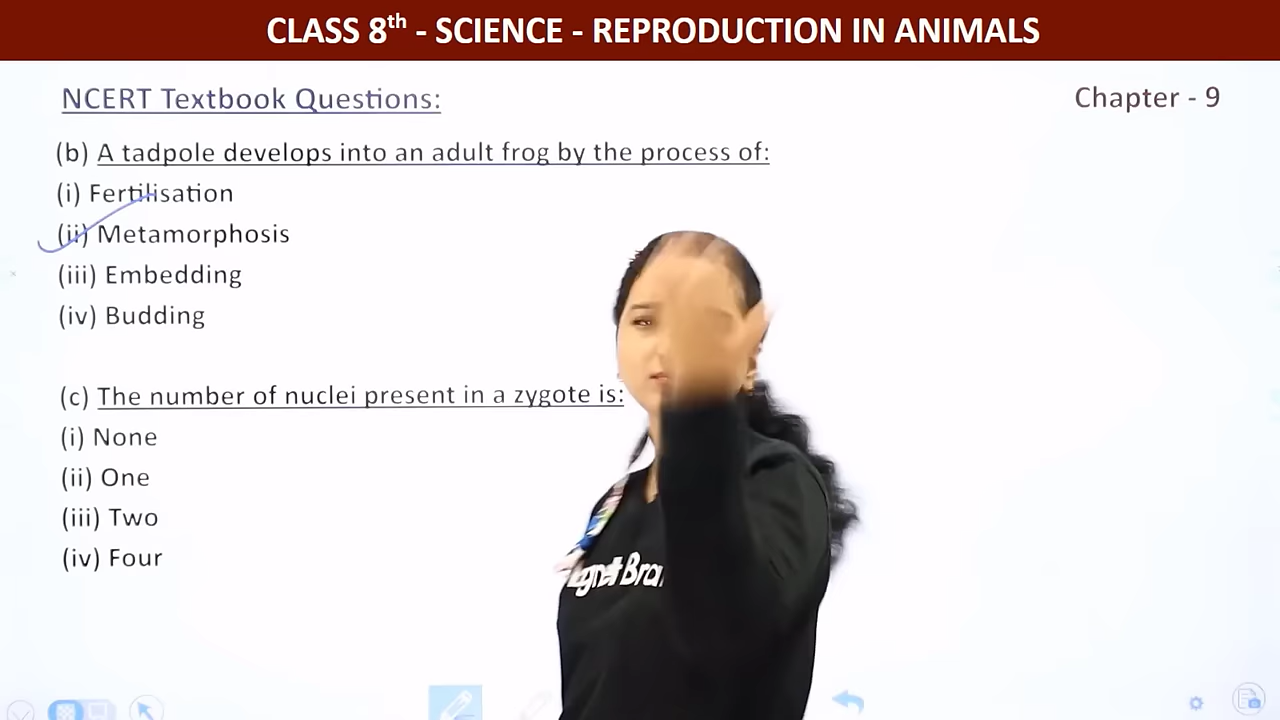 CLASS 8th - SCIENCE - REPRODUCTION IN ANIMALS
NCERT Textbook Questions:
Chapter - 9
(b) A tadpole develops into an adult frog by the process of:
(i) Fertilisation
(ii) Metamorphosis
(iii) Embedding
(iv) Budding
(c) The number of nuclei present in a zygote is:
(i) None
(ii) One
(iii) Two
(iv) Four